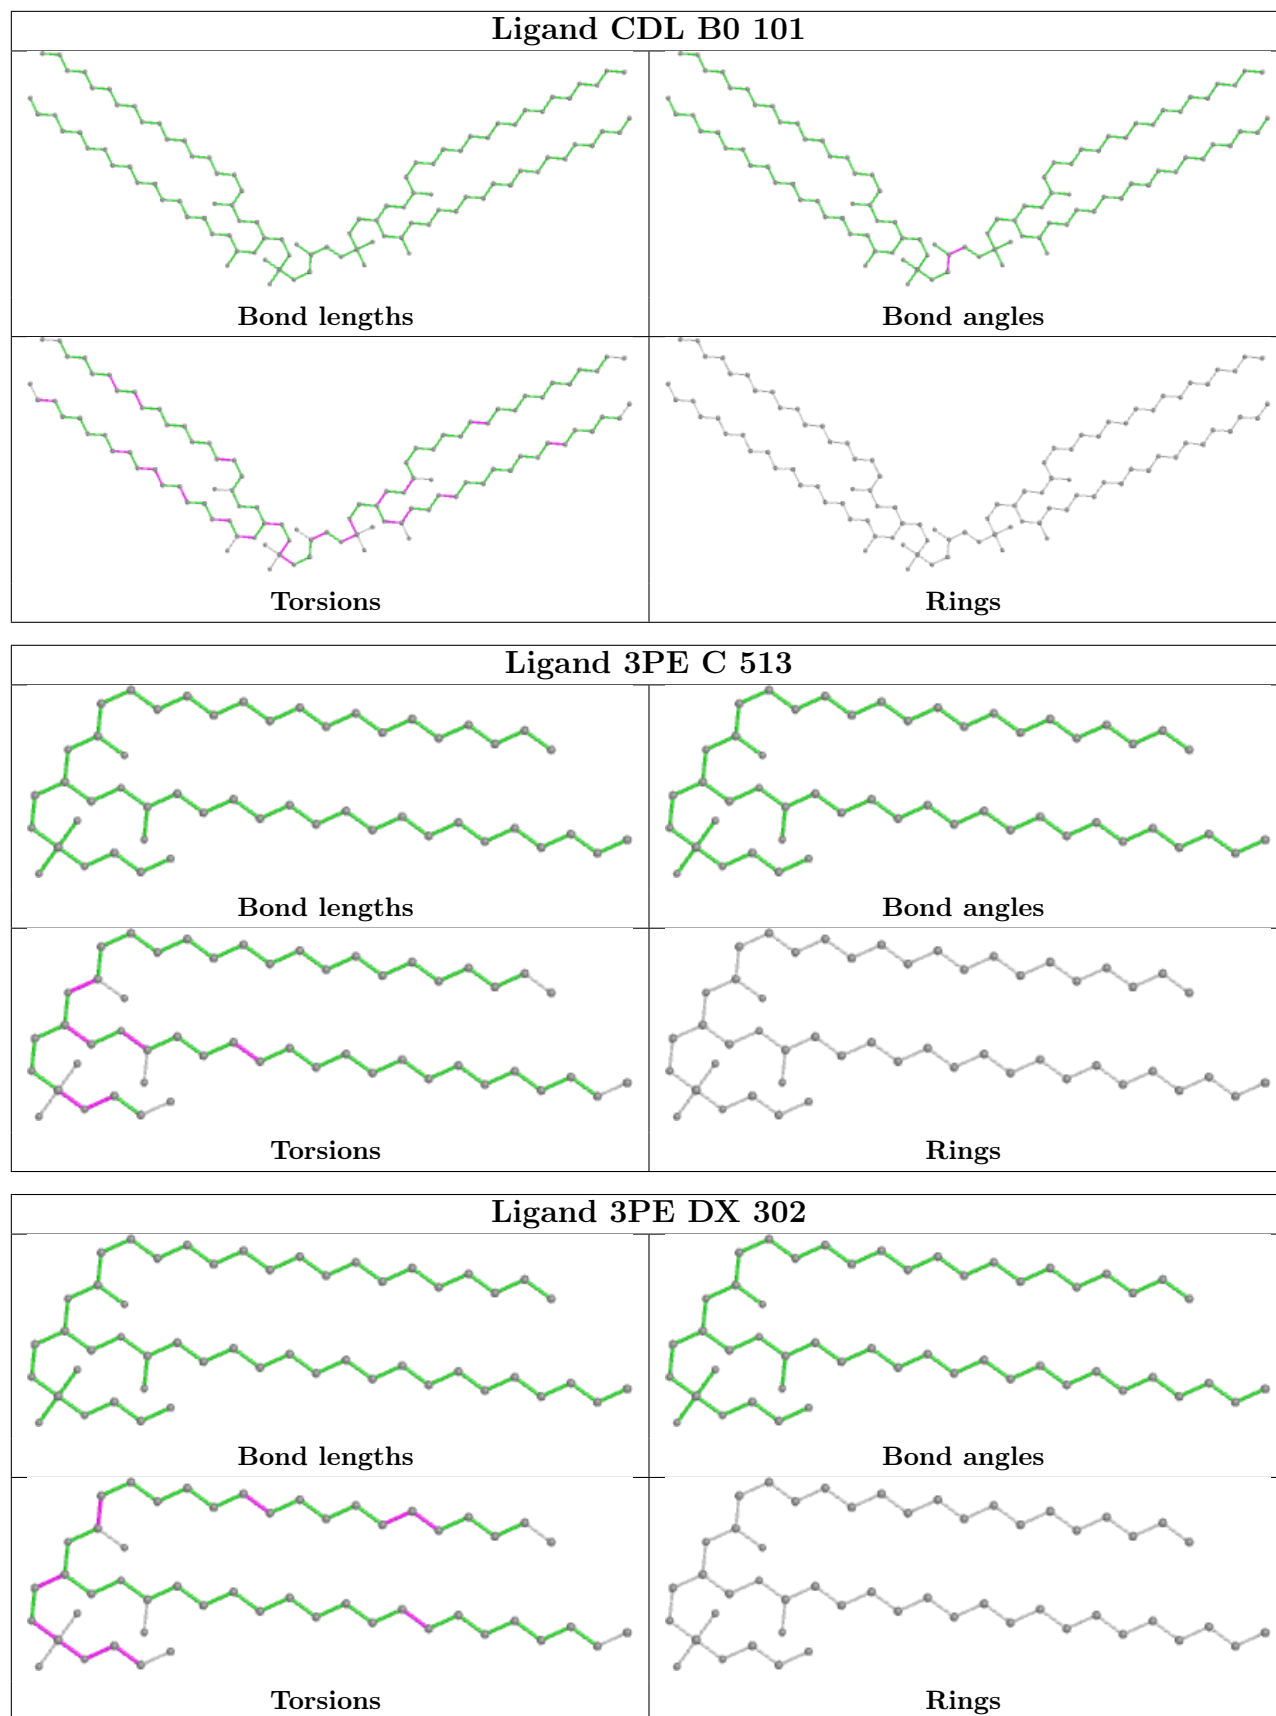 Ligand CDL B0 101
Bond lengths
Bond angles
Torsions
Rings
Ligand 3PE C 513
Bond lengths
Bond angles
Torsions
Rings
Ligand 3PE DX 302
Bond lengths
Bond angles
Torsions
Rings